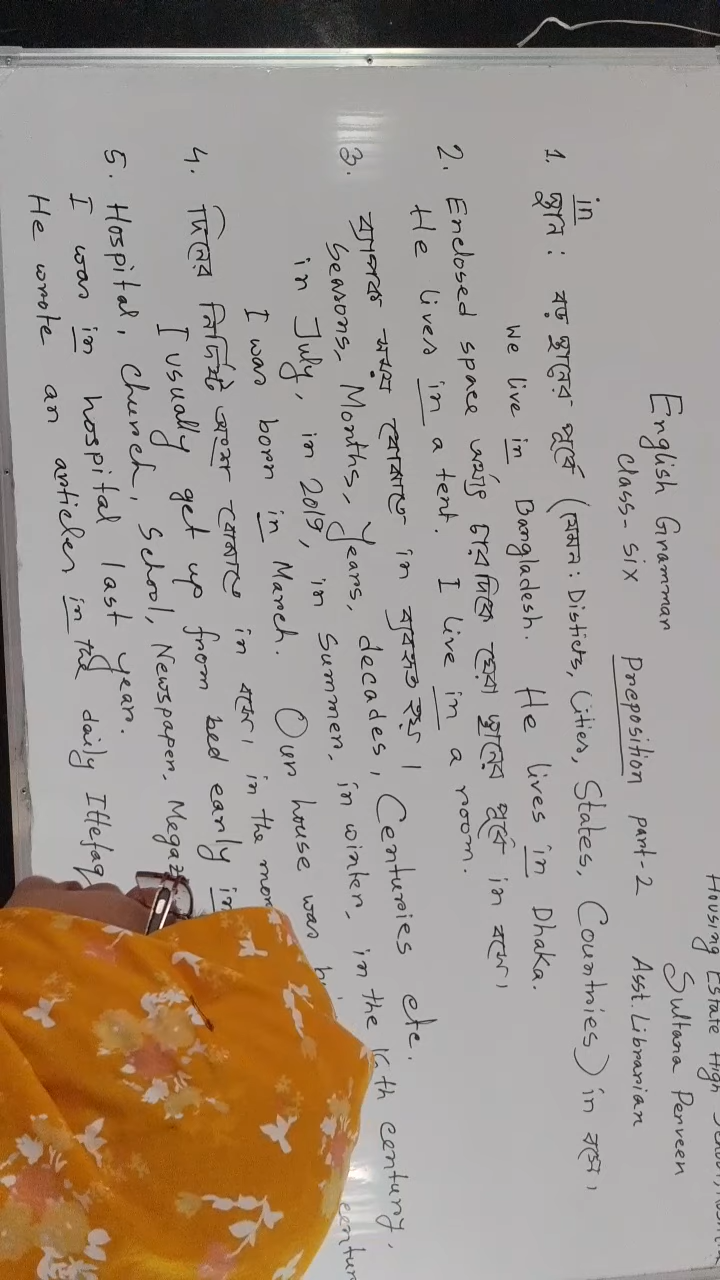 Housing Estate High
Sultana Perveen
English Grammar Asst. Librarian
class-six Preposition part-2
in
1. স্থান: বড় স্থানের পূর্বে (যেমন: Disticts, Cities, States, Countries) in বসে।
We live in Bangladesh. He lives in Dhaka.
2. Enclosed space অর্থাৎ চারদিকে ঘেরা স্থানের পূর্বে in বসে।
He lives in a tent. I live in a room.
3. ব্যাপক সময় বোঝাতে in ব্যবহৃত হয়।
Seasons, Months, Years, decades, Centuries etc.
in July, in 2019, in summer, in winter, in the 16th century,
I was born in March. Our house was
4. দিনের নির্দিষ্ট অংশ বোঝাতে in বসে। in the mor
I usually get up from bed early in
5. Hospital, Church, School, Newspaper, Megaz
I was in hospital last year.
He wrote an articles in the daily Ittefaq